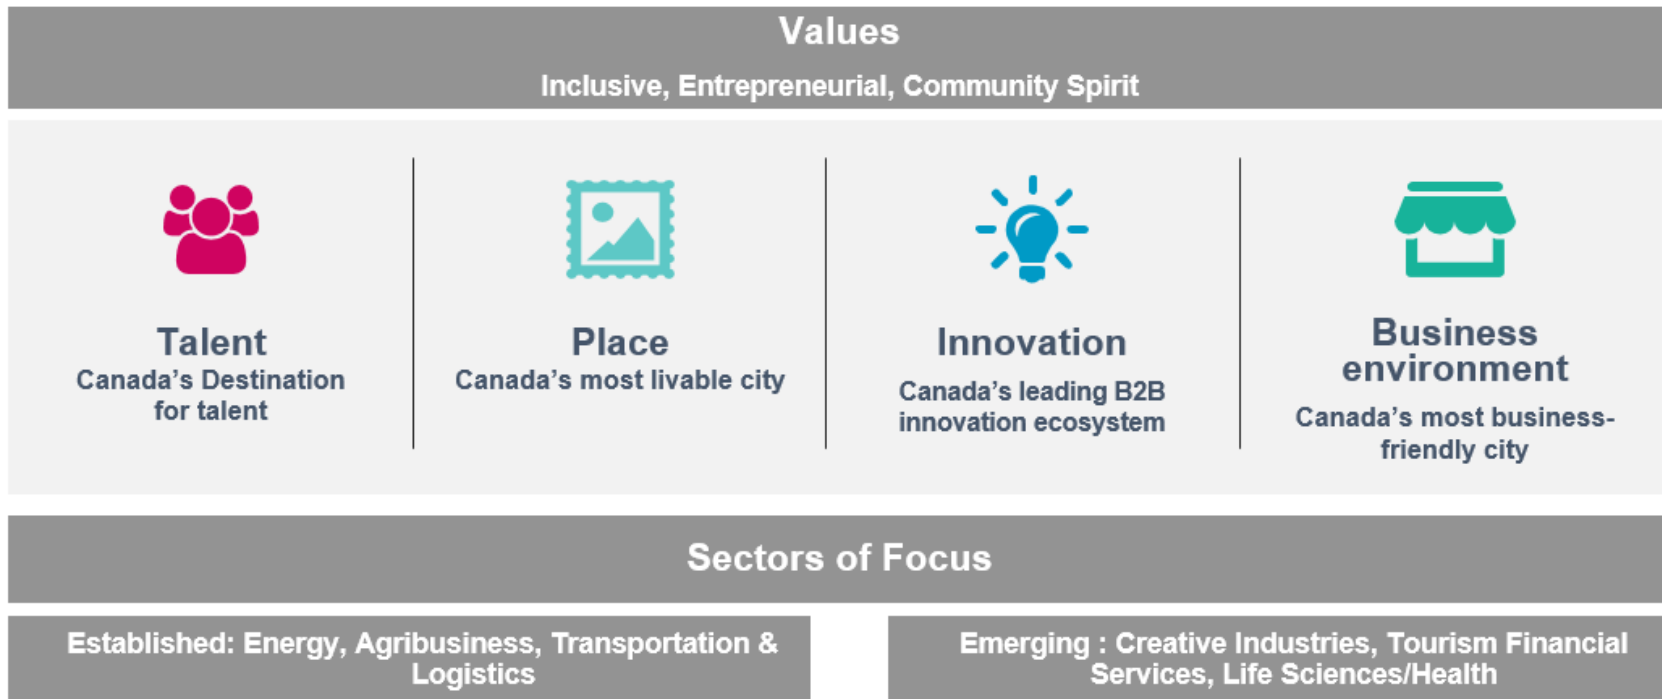 Values
Inclusive, Entrepreneurial, Community Spirit
Talent
Canada's Destination
for talent
Place
Canada's most livable city
Innovation
Canada's leading B2B
innovation ecosystem
Business
environment
Canada's most business-
friendly city
Sectors of Focus
Established: Energy, Agribusiness, Transportation &
Logistics
Emerging : Creative Industries, Tourism Financial
Services, Life Sciences/Health